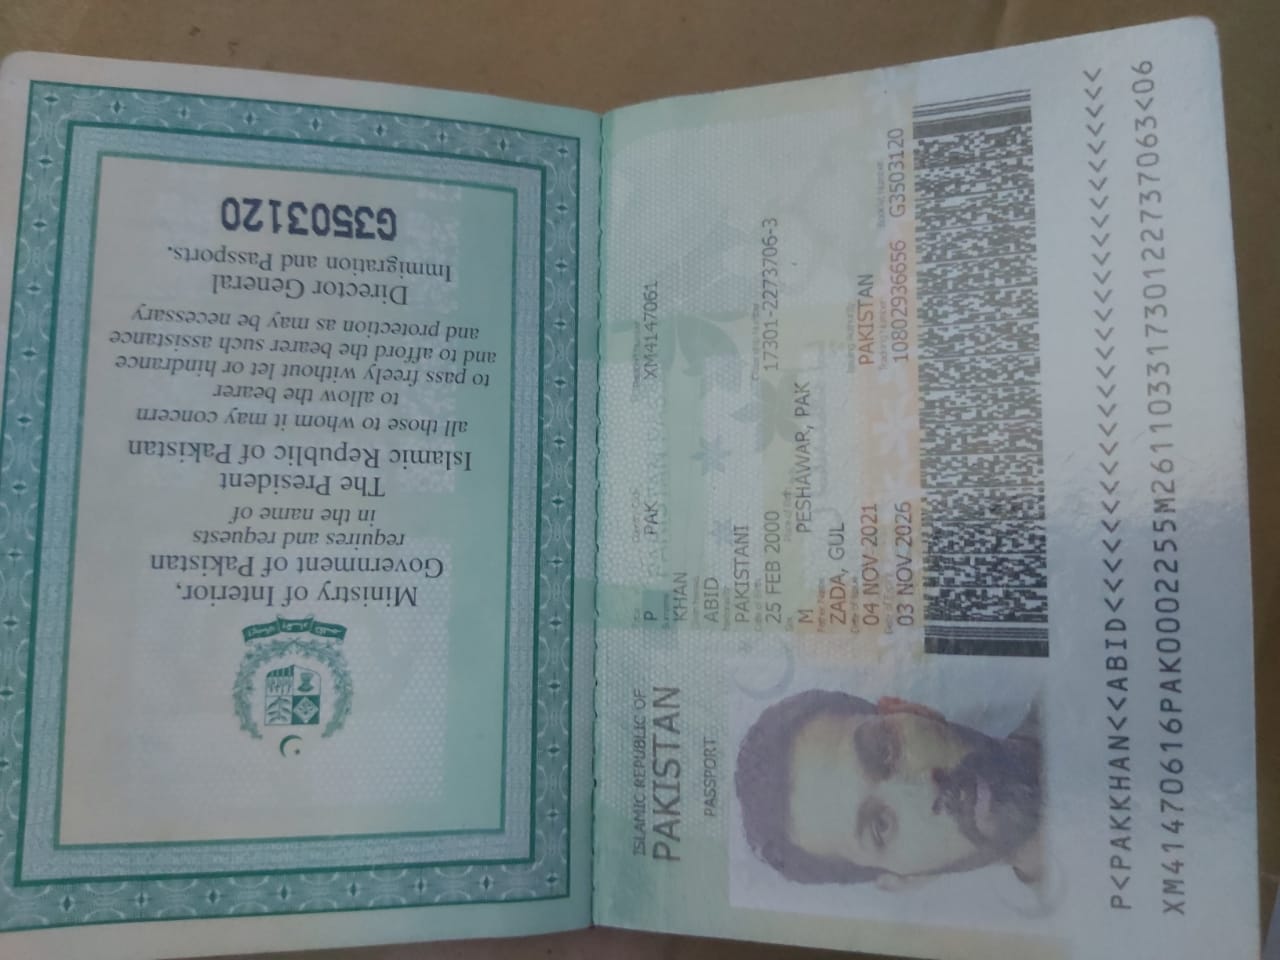 G3503120
Ministry of Interior,
Government of Pakistan
requires and requests
in the name of
The President
Islamic Republic of Pakistan
all those to whom it may concern
to allow the bearer
to pass freely without let or hindrance
and to afford the bearer such assistance
and protection as may be necessary
Director General
Immigration and Passports.
ISLAMIC REPUBLIC OF
PAKISTAN
PASSPORT
P PAK XM4147061
KHAN
ABID
PAKISTANI
25 FEB 2000 17301-2273706-3
M PESHAWAR, PAK
ZADA, GUL
04 NOV 2021 PAKISTAN
03 NOV 2026 10802936656 G3503120
P<PAKKHAN<<ABID<<<<<<<<<<<<<<<<<<<<<<<<<<<<<
XM41470616PAK0002255M26110331730122737063<06